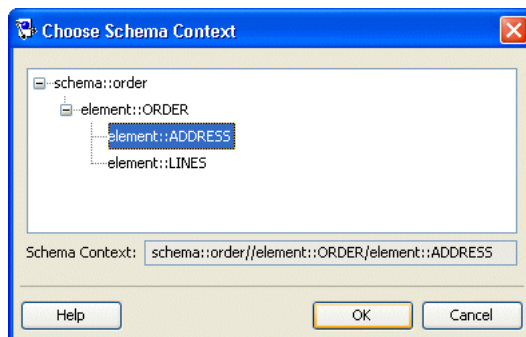 Choose Schema Context
schema::order
element::ORDER
element::ADDRESS
element::LINES
Schema Context: schema::order//element::ORDER/element::ADDRESS
Help OK Cancel